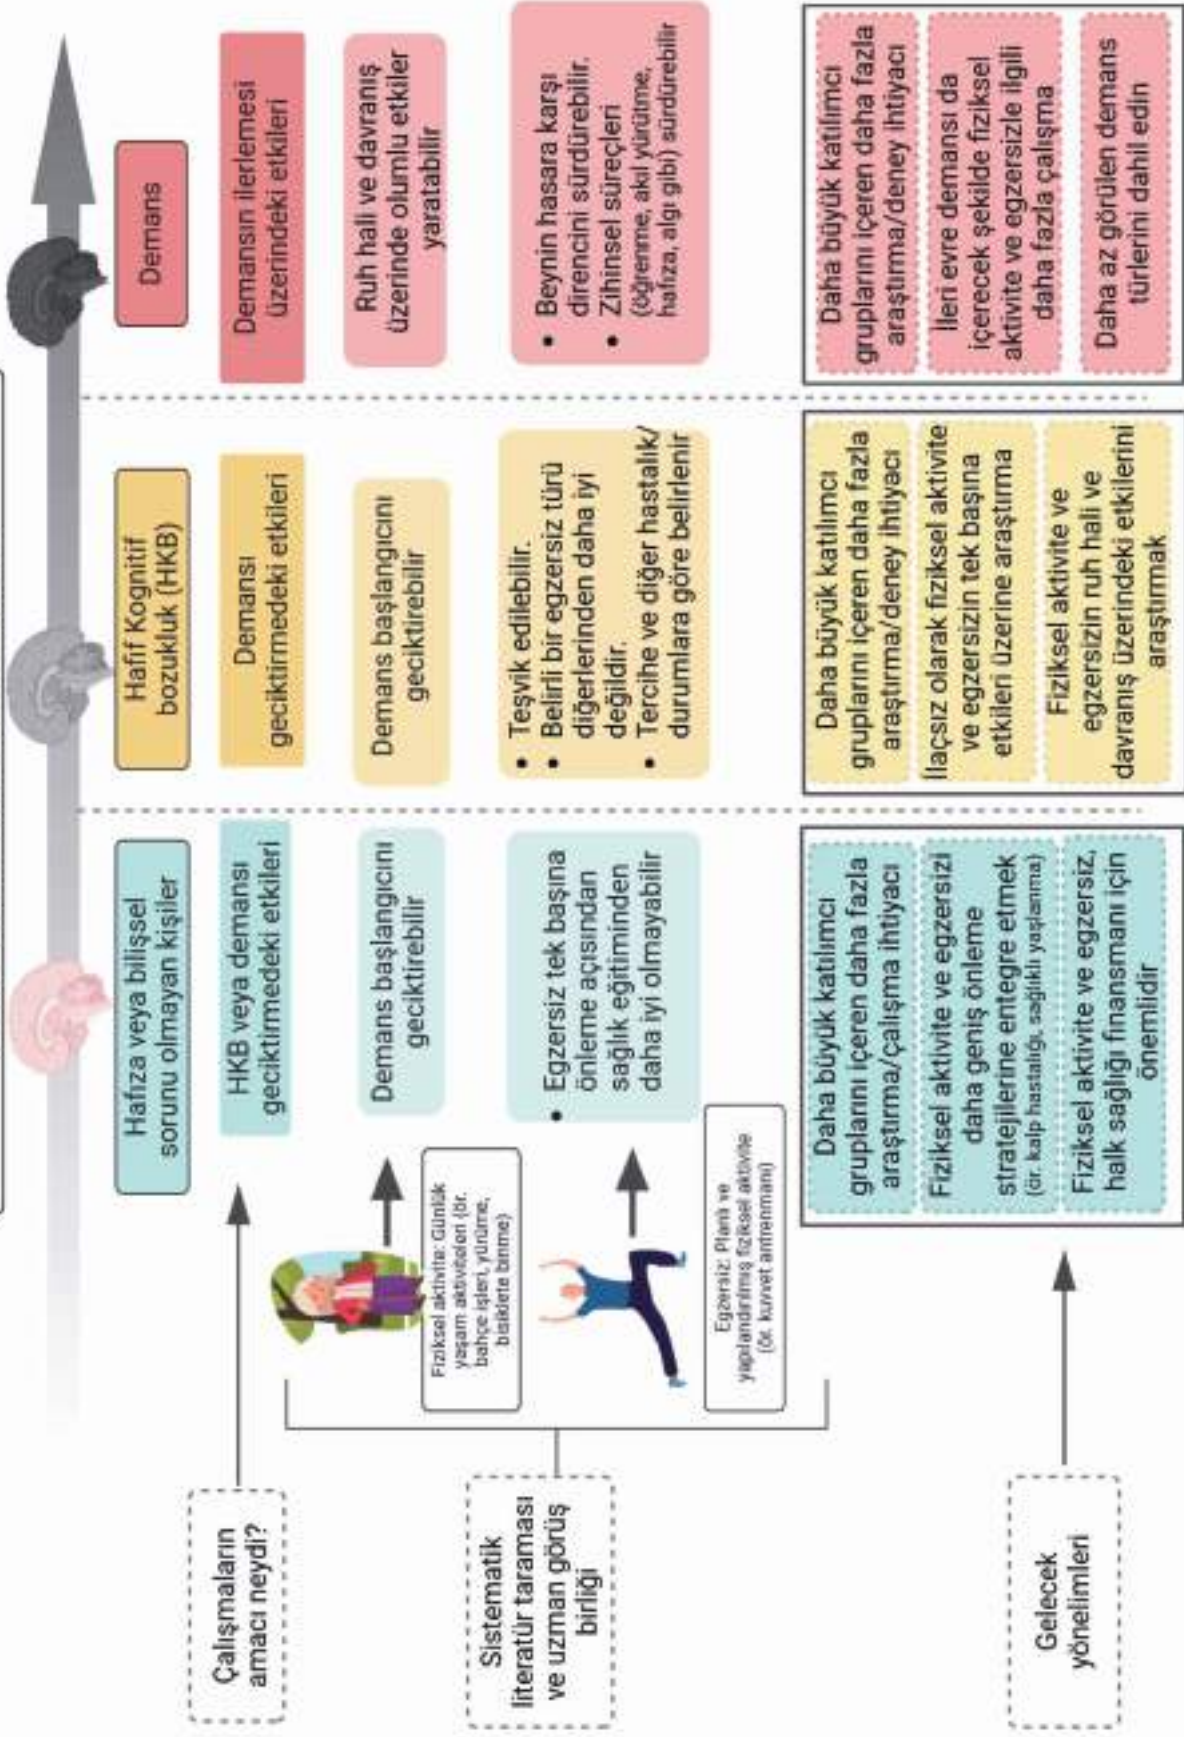 Hafıza veya bilişsel
sorunu olmayan kişiler
Hafif Kognitif
bozukluk (HKB)
Demans
Çalışmaların
amacı neydi?
HKB veya demansı
geciktirmedeki etkileri
Demansı
geciktirmedeki etkileri
Demansın ilerlemesi
üzerindeki etkileri
Sistematik
literatür taraması
ve uzman görüş
birliği
Fiziksel aktivite: Günlük
yaşam aktiviteleri (ör.
bahçe işleri, yürüme,
bisiklete binme)
Demans başlangıcını
geciktirebilir
Demans başlangıcını
geciktirebilir
Ruh hali ve davranış
üzerinde olumlu etkiler
yaratabilir
Egzersiz: Planlı ve
yapılandırılmış fiziksel aktivite
(ör. kuvvet antrenmanı)
• Egzersiz tek başına
önleme açısından
sağlık eğitiminden
daha iyi olmayabilir
• Teşvik edilebilir.
• Belirli bir egzersiz türü
diğerlerinden daha iyi
değildir.
• Tercihe ve diğer hastalık/
durumlara göre belirlenir
• Beynin hasara karşı
direncini sürdürebilir.
• Zihinsel süreçleri
(öğrenme, akıl yürütme,
hafıza, algı gibi) sürdürebilir
Gelecek
yönelimleri
Daha büyük katılımcı
gruplarını içeren daha fazla
araştırma/çalışma ihtiyacı
Fiziksel aktivite ve egzersizi
daha geniş önleme
stratejilerine entegre etmek
(ör. kalp hastalığı, sağlıklı yaşlanma)
Fiziksel aktivite ve egzersiz,
halk sağlığı finansmanı için
önemlidir
Daha büyük katılımcı
gruplarını içeren daha fazla
araştırma/deney ihtiyacı
İlaçsız olarak fiziksel aktivite
ve egzersizin tek başına
etkileri üzerine araştırma
Fiziksel aktivite ve
egzersizin ruh hali ve
davranış üzerindeki etkilerini
araştırmak
Daha büyük katılımcı
gruplarını içeren daha fazla
araştırma/deney ihtiyacı
İleri evre demansı da
içerecek şekilde fiziksel
aktivite ve egzersizle ilgili
daha fazla çalışma
Daha az görülen demans
türlerini dahil edin